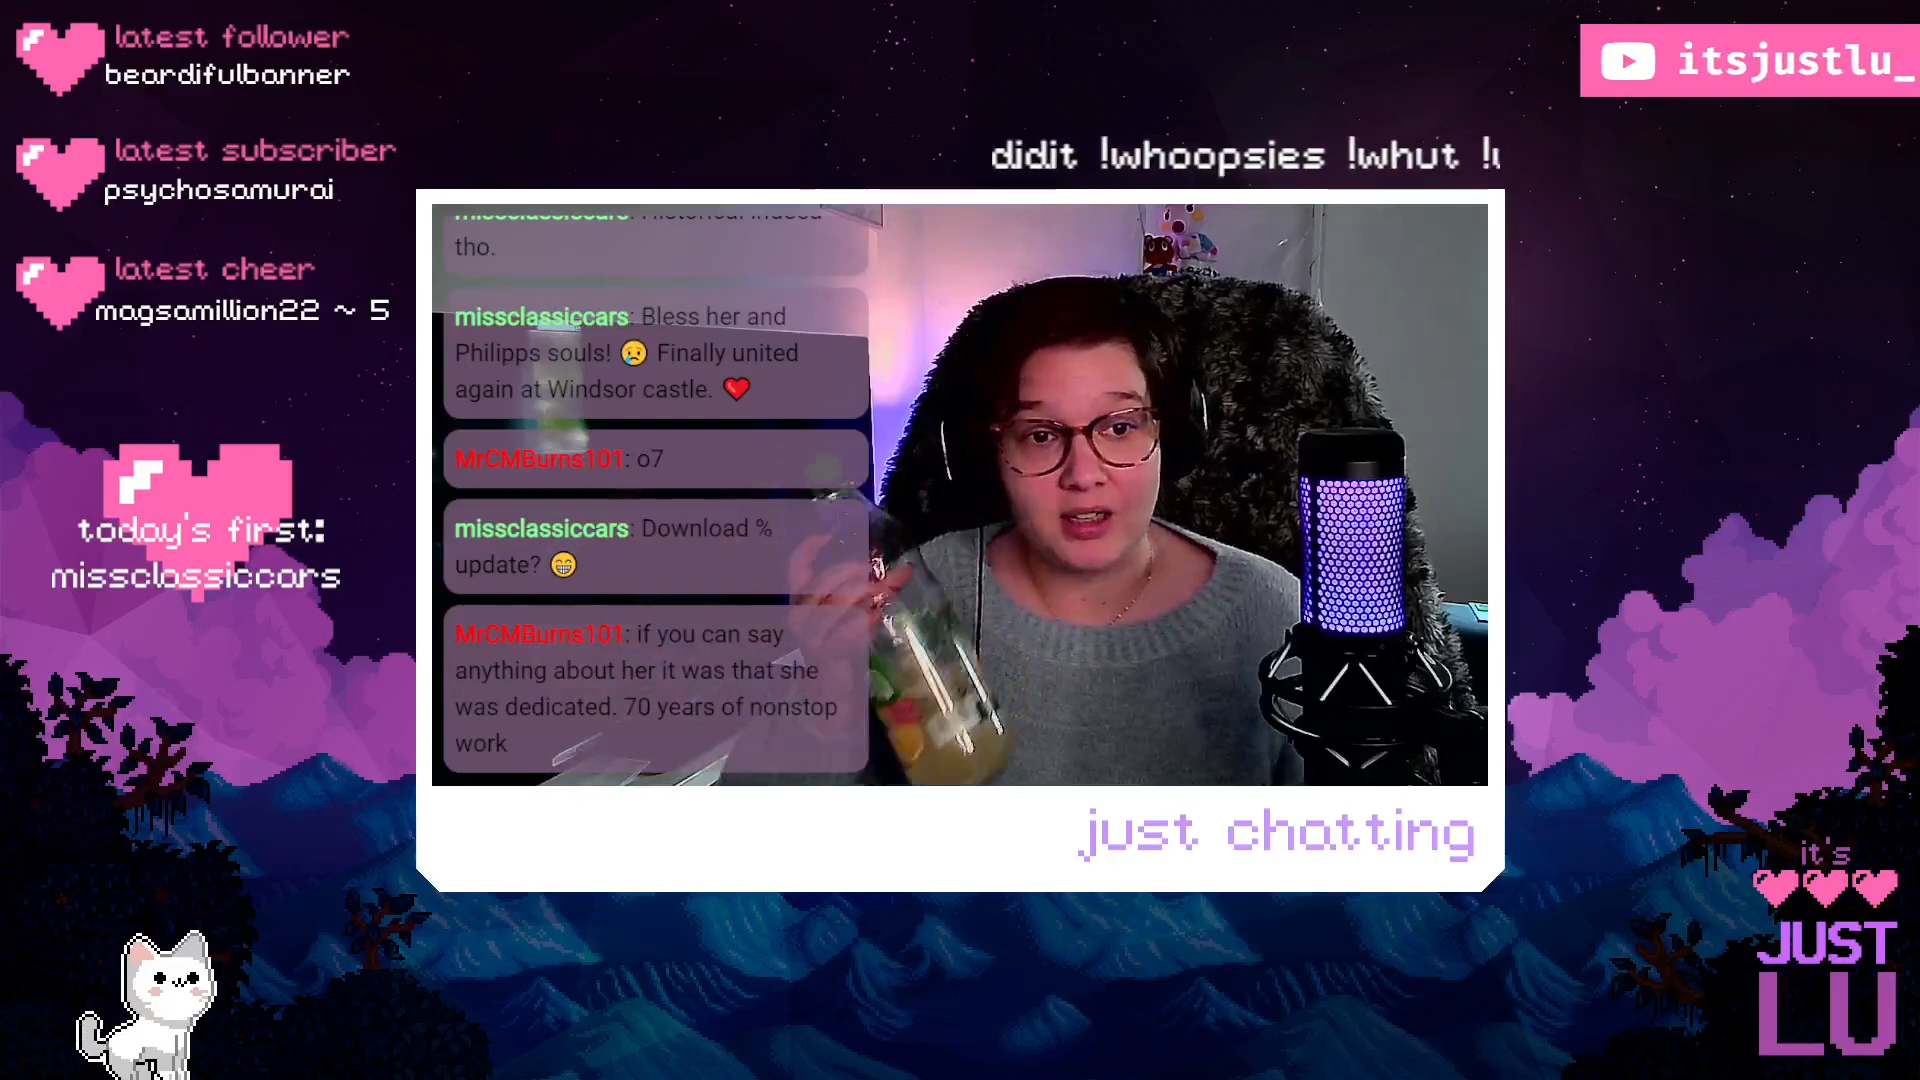 latest follower
beardifulbanner
latest subscriber
psychosamurai
latest cheer
magsamillion22 ~ 5
today's first:
missclassiccars
itsjustlu_
didit !whoopsies !whut
missclassiccars: Historical indeed
tho.
missclassiccars: Bless her and
Philipps souls! 😢 Finally united
again at Windsor castle. ❤️
MrCMBurns101: o7
missclassiccars: Download %
update? 😁
MrCMBurns101: if you can say
anything about her it was that she
was dedicated. 70 years of nonstop
work
just chatting
it's
JUST
LU